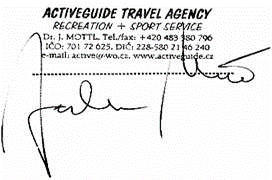 ACTIVEGUIDE TRAVEL AGENCY
RECREATION + SPORT SERVICE
Dr. J. MOTTL. Tel./fax: +420 483 380 796
IČO: 701 72 625. DIČ: 228-580 21 46 240
e-mail: active@wo.cz, www.activeguide.cz